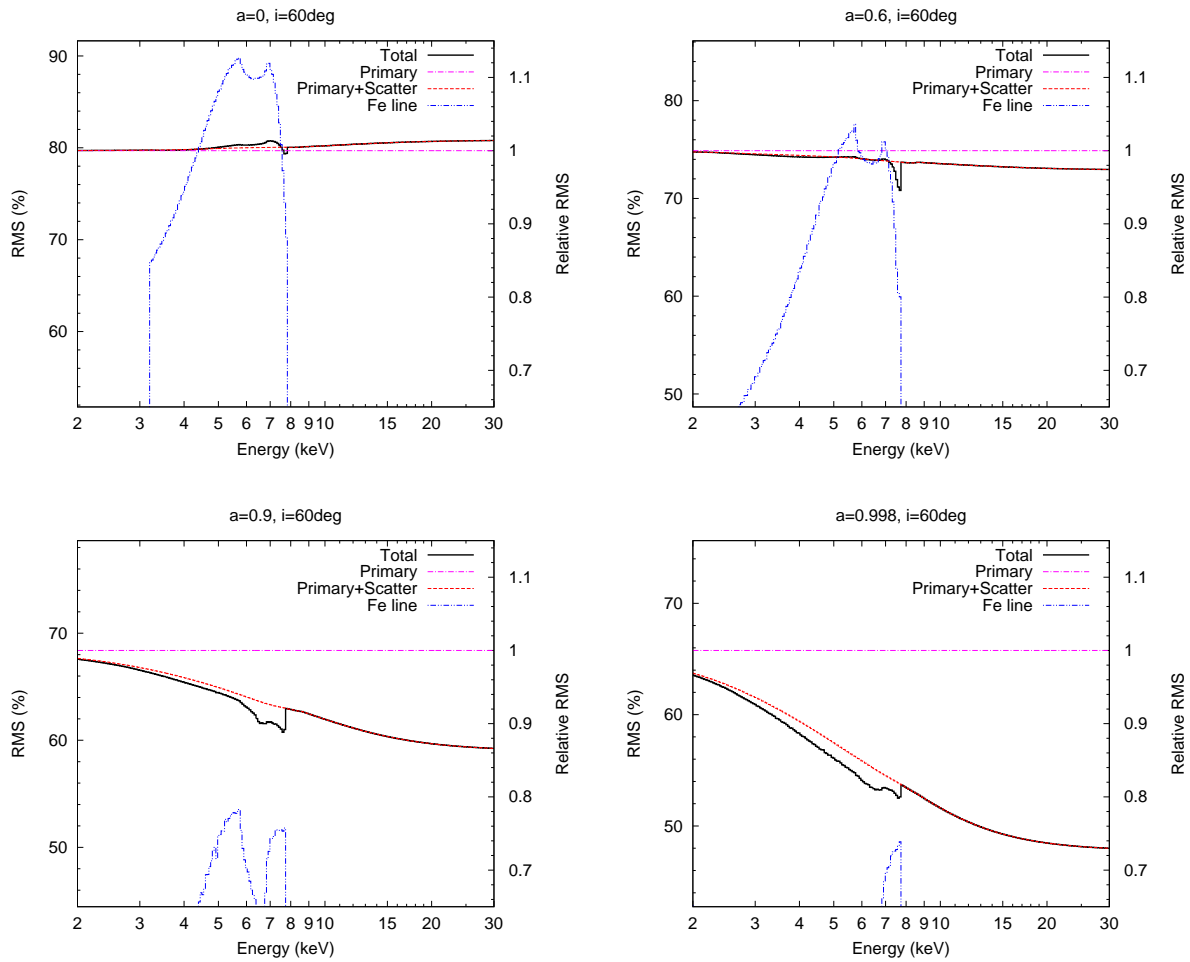 a=0, i=60deg
Total
Primary
Primary+Scatter
Fe line
RMS (%)
90
80
70
60
Relative RMS
1.1
1
0.9
0.8
0.7
2 3 4 5 6 7 8 9 10 15 20 30
Energy (keV)
a=0.6, i=60deg
Total
Primary
Primary+Scatter
Fe line
RMS (%)
80
70
60
50
Relative RMS
1.1
1
0.9
0.8
0.7
2 3 4 5 6 7 8 9 10 15 20 30
Energy (keV)
a=0.9, i=60deg
Total
Primary
Primary+Scatter
Fe line
RMS (%)
70
60
50
Relative RMS
1.1
1
0.9
0.8
0.7
2 3 4 5 6 7 8 9 10 15 20 30
Energy (keV)
a=0.998, i=60deg
Total
Primary
Primary+Scatter
Fe line
RMS (%)
70
60
50
Relative RMS
1.1
1
0.9
0.8
0.7
2 3 4 5 6 7 8 9 10 15 20 30
Energy (keV)